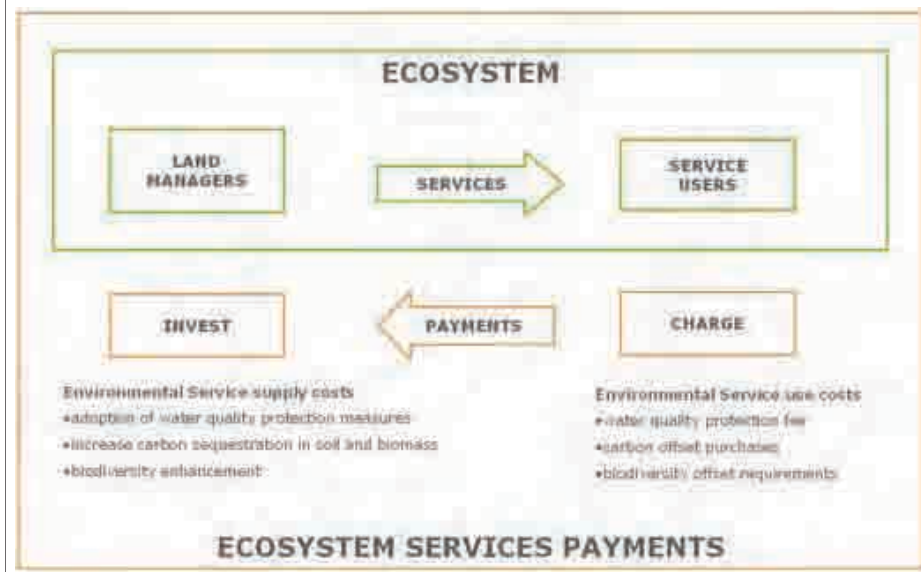 ECOSYSTEM
LAND
MANAGERS
SERVICES
SERVICE
USERS
INVEST
PAYMENTS
CHARGE
Environmental Service supply costs
•adoption of water quality protection measures
•increase carbon sequestration in soil and biomass
•biodiversity enhancement
Environmental Service use costs
•water quality protection fee
•carbon offset purchases
•biodiversity offset requirements
ECOSYSTEM SERVICES PAYMENTS